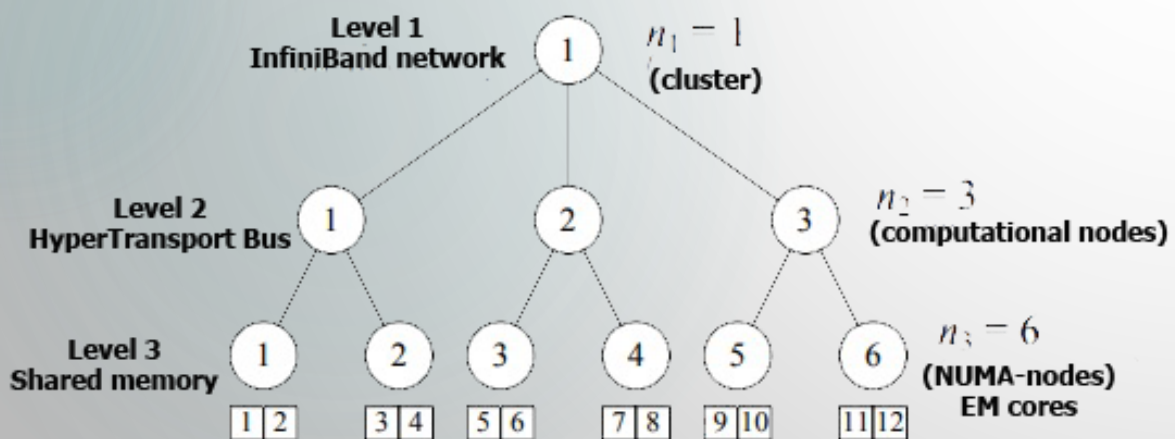 Level 1
InfiniBand network
1
n₁ = 1
(cluster)
Level 2
HyperTransport Bus
1
2
3
n₂ = 3
(computational nodes)
Level 3
Shared memory
1
2
3
4
5
6
n₃ = 6
(NUMA-nodes)
EM cores
1 2
3 4
5 6
7 8
9 10
11 12